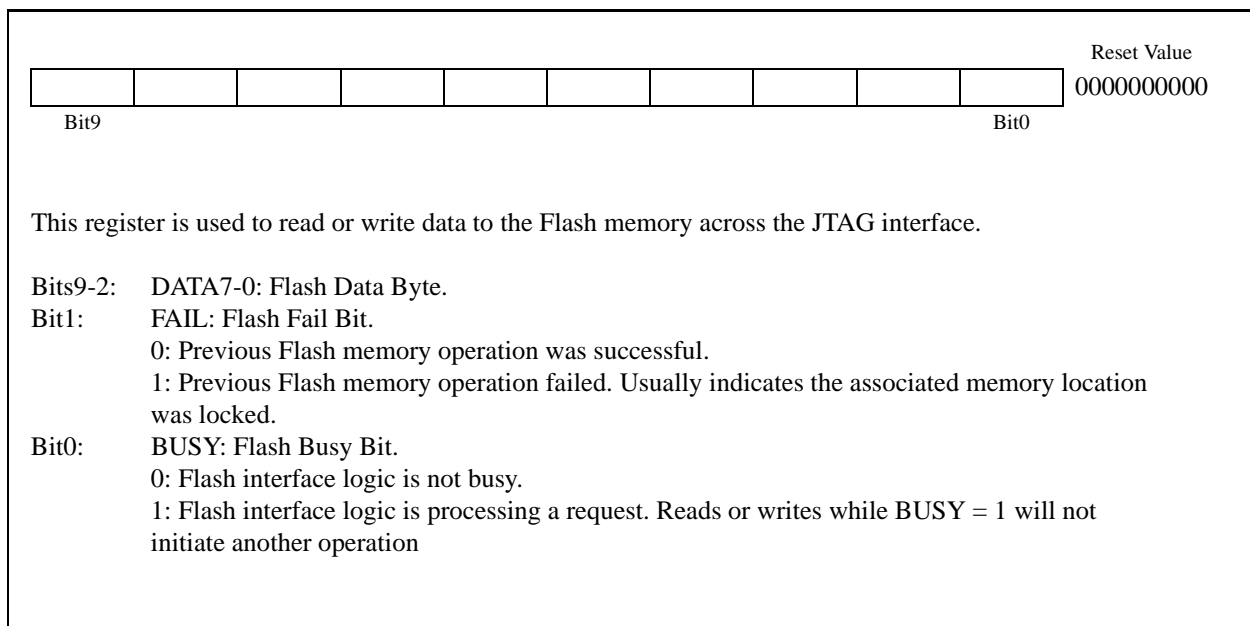 Reset Value
0000000000
Bit9 Bit0
This register is used to read or write data to the Flash memory across the JTAG interface.
Bits9-2: DATA7-0: Flash Data Byte.
Bit1: FAIL: Flash Fail Bit.
0: Previous Flash memory operation was successful.
1: Previous Flash memory operation failed. Usually indicates the associated memory location
was locked.
Bit0: BUSY: Flash Busy Bit.
0: Flash interface logic is not busy.
1: Flash interface logic is processing a request. Reads or writes while BUSY = 1 will not
initiate another operation